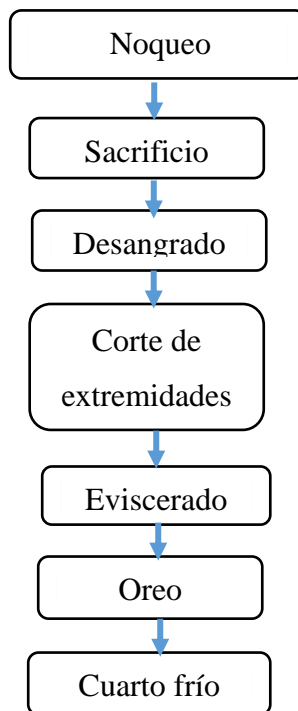 Noqueo
Sacrificio
Desangrado
Corte de
extremidades
Eviscerado
Oreo
Cuarto frío